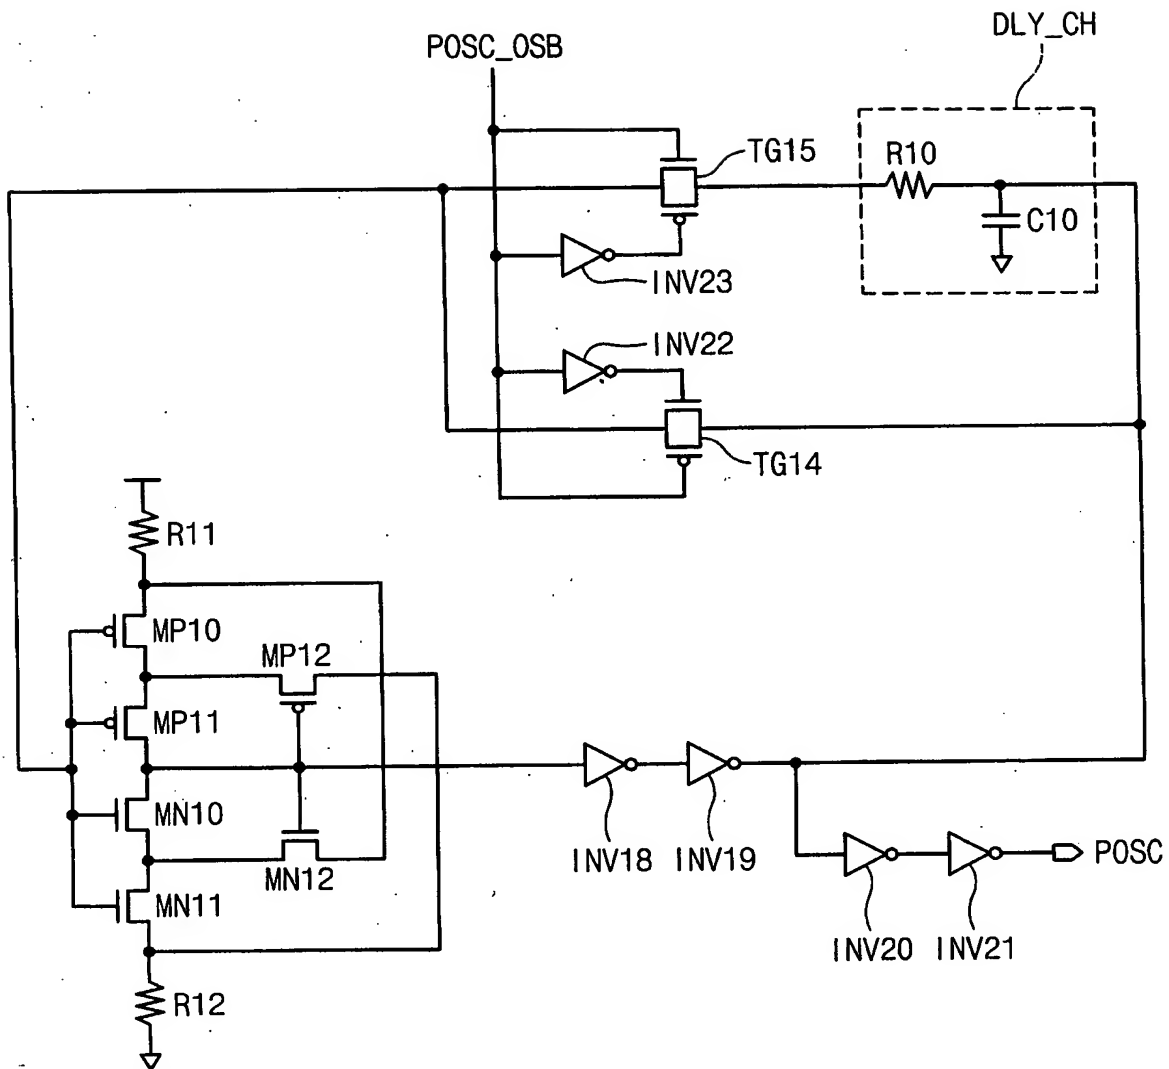 DLY_CH
POSC_OSB
TG15
R10
C10
INV23
INV22
TG14
R11
MP10
MP12
MP11
MN10
MN12
MN11
INV18
INV19
POSC
INV20
INV21
R12